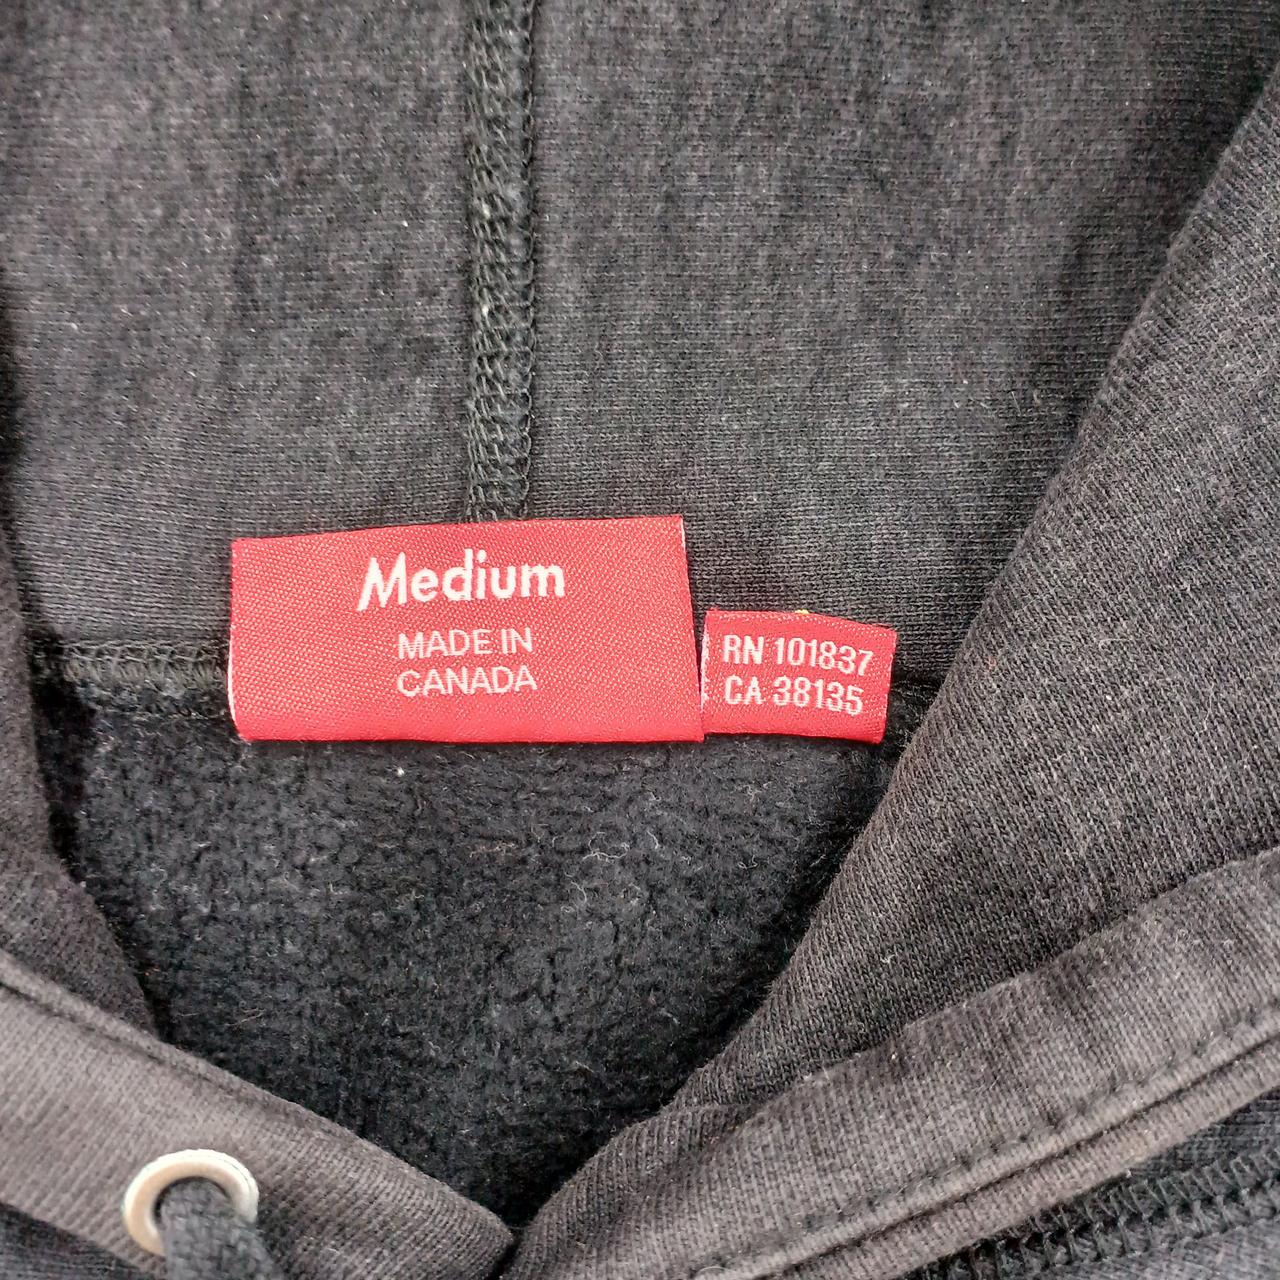 Medium
MADE IN
CANADA
RN 101837
CA 38135